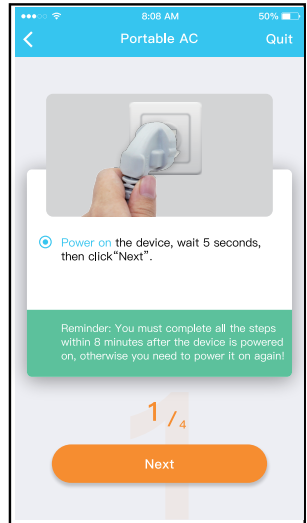 8:08 AM
50%
Portable AC
Quit
Power on the device, wait 5 seconds,
then click“Next”.
Reminder: You must complete all the steps
within 8 minutes after the device is powered
on, otherwise you need to power it on again!
1/4
Next